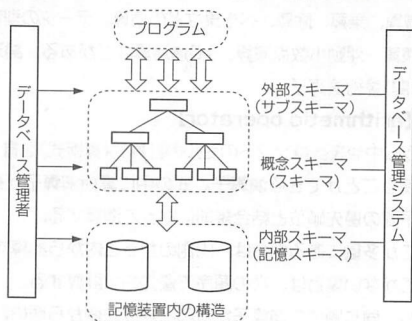 プログラム
データベース管理者
外部スキーマ
(サブスキーマ)
概念スキーマ
(スキーマ)
内部スキーマ
(記憶スキーマ)
データベース管理システム
記憶装置内の構造